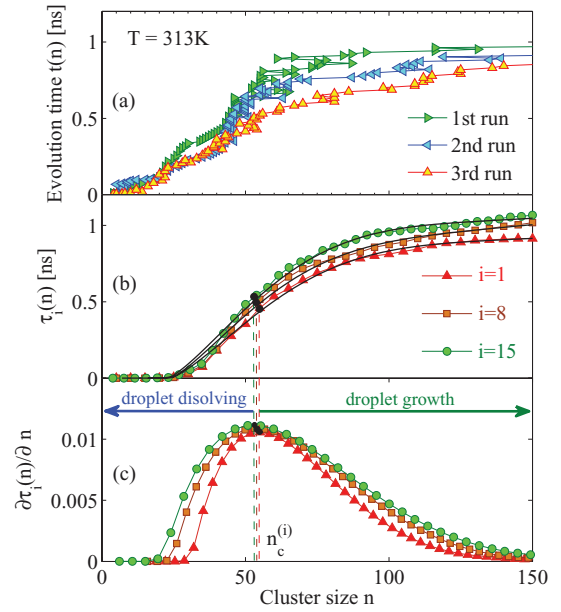 T = 313K
Evolution time t(n) [ns]
1
0.5
0
(a)
1st run
2nd run
3rd run
τᵢ(n) [ns]
1
0.5
0
(b)
i=1
i=8
i=15
droplet disolving
droplet growth
∂τᵢ(n)/∂ n
0.01
0.005
0
(c)
n_c^(i)
0 50 100 150
Cluster size n